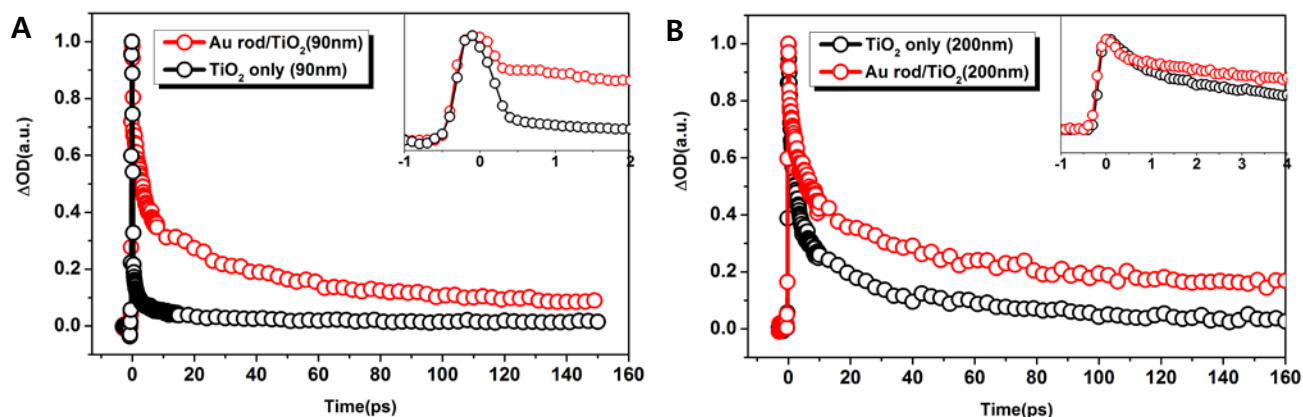 A
ΔOD(a.u.)
1.0
0.8
0.6
0.4
0.2
0.0
Au rod/TiO₂(90nm)
TiO₂ only (90nm)
-1 0 1 2
0 20 40 60 80 100 120 140 160
Time(ps)
B
ΔOD(a.u.)
1.0
0.8
0.6
0.4
0.2
0.0
TiO₂ only (200nm)
Au rod/TiO₂(200nm)
-1 0 1 2 3 4
0 20 40 60 80 100 120 140 160
Time(ps)